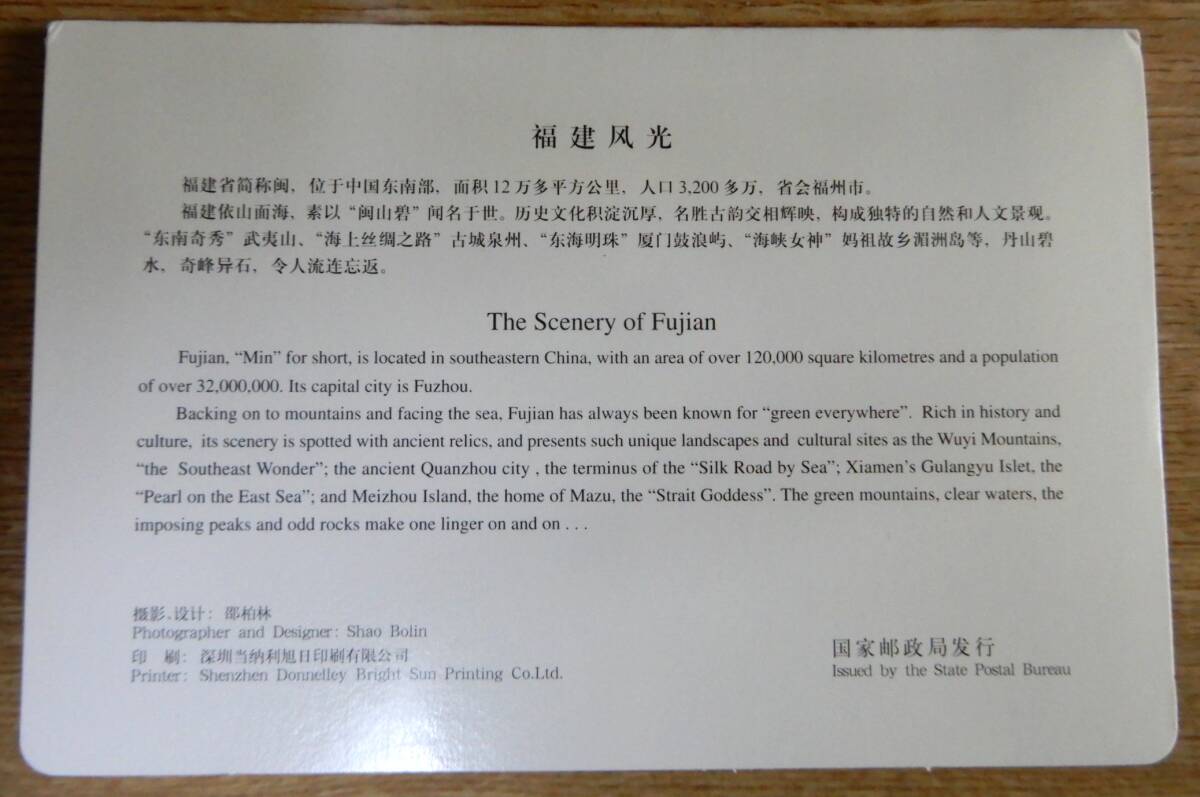 福建风光
福建省简称闽，位于中国东南部，面积12万多平方公里，人口3,200多万，省会福州市。
福建依山面海，素以“闽山碧”闻名于世。历史文化积淀沉厚，名胜古韵交相辉映，构成独特的自然和人文景观。
“东南奇秀”武夷山、“海上丝绸之路”古城泉州、“东海明珠”厦门鼓浪屿、“海峡女神”妈祖故乡湄洲岛等，丹山碧
水，奇峰异石，令人流连忘返。
The Scenery of Fujian
Fujian, “Min” for short, is located in southeastern China, with an area of over 120,000 square kilometres and a population
of over 32,000,000. Its capital city is Fuzhou.
Backing on to mountains and facing the sea, Fujian has always been known for “green everywhere”. Rich in history and
culture, its scenery is spotted with ancient relics, and presents such unique landscapes and cultural sites as the Wuyi Mountains,
“the Southeast Wonder”; the ancient Quanzhou city , the terminus of the “Silk Road by Sea”; Xiamen's Gulangyu Islet, the
“Pearl on the East Sea”; and Meizhou Island, the home of Mazu, the “Strait Goddess”. The green mountains, clear waters, the
imposing peaks and odd rocks make one linger on and on . . .
摄影、设计：邵柏林
Photographer and Designer: Shao Bolin
印 刷：深圳当纳利旭日印刷有限公司
Printer: Shenzhen Donnelley Bright Sun Printing Co.Ltd.
国家邮政局发行
Issued by the State Postal Bureau